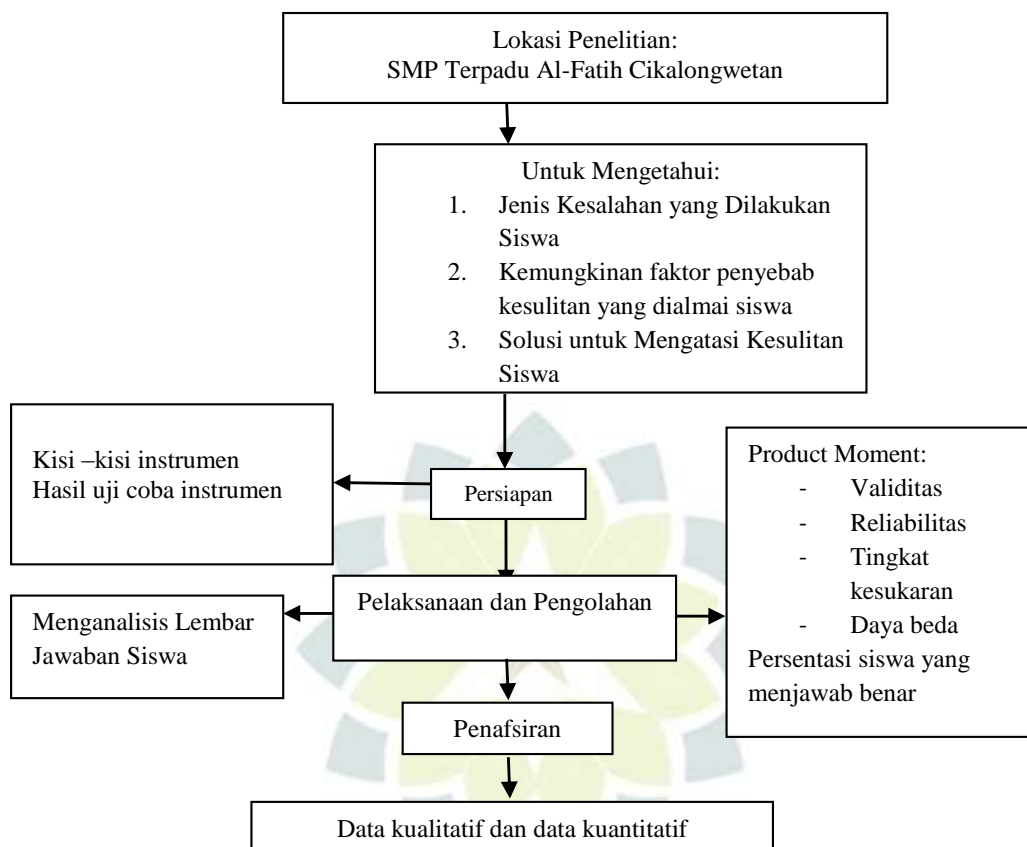 Lokasi Penelitian:
SMP Terpadu Al-Fatih Cikalongwetan
Untuk Mengetahui:
1. Jenis Kesalahan yang Dilakukan
Siswa
2. Kemungkinan faktor penyebab
kesulitan yang dialmai siswa
3. Solusi untuk Mengatasi Kesulitan
Siswa
Kisi –kisi instrumen
Hasil uji coba instrumen
Persiapan
Product Moment:
- Validitas
- Reliabilitas
- Tingkat
kesukaran
- Daya beda
Persentasi siswa yang
menjawab benar
Pelaksanaan dan Pengolahan
Menganalisis Lembar
Jawaban Siswa
Penafsiran
Data kualitatif dan data kuantitatif